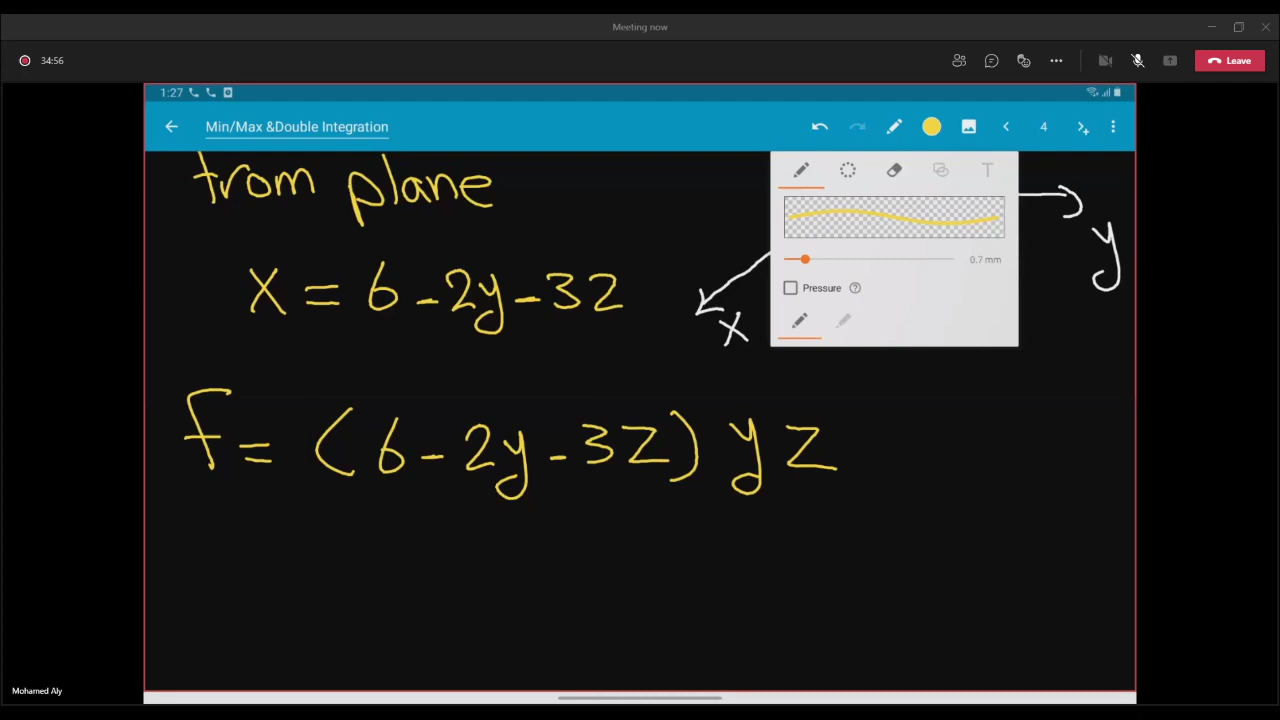 Meeting now
34:56
Leave
1:27
Min/Max &Double Integration
4
from plane
0.7 mm
y
x = 6 - 2y - 3z
Pressure ?
x
f = (6 - 2y - 3z) y z
T
Mohamed Aly